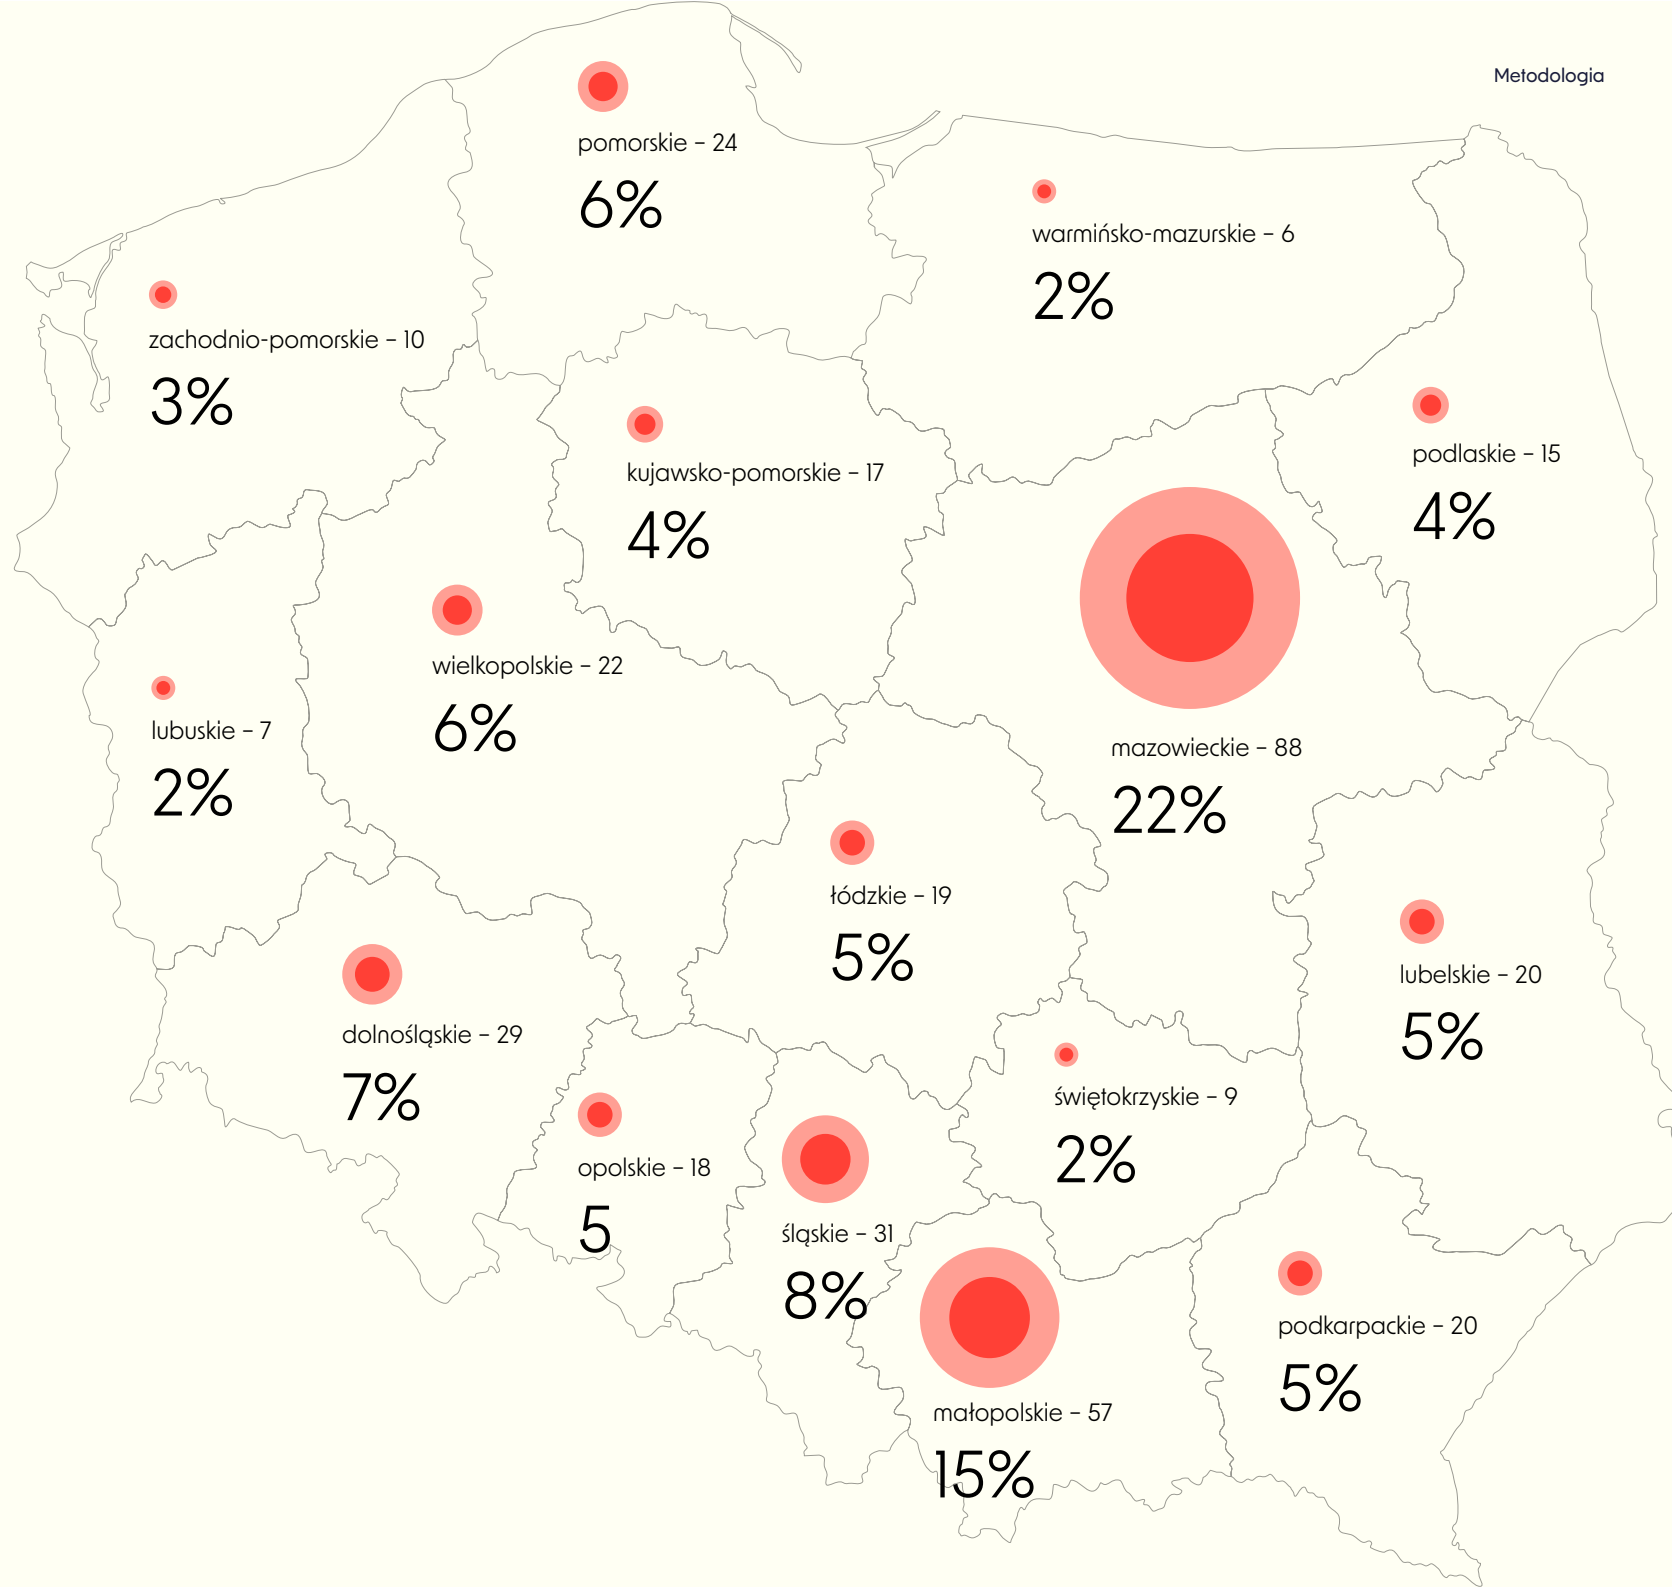 Metodologia
pomorskie – 24
6%
warmińsko-mazurskie – 6
2%
zachodnio-pomorskie – 10
3%
kujawsko-pomorskie – 17
4%
podlaskie – 15
4%
wielkopolskie – 22
6%
lubuskie – 7
2%
mazowieckie – 88
22%
łódzkie – 19
5%
lubelskie – 20
5%
dolnośląskie – 29
7%
świętokrzyskie – 9
2%
opolskie – 18
5
śląskie – 31
8%
podkarpackie – 20
5%
małopolskie – 57
15%